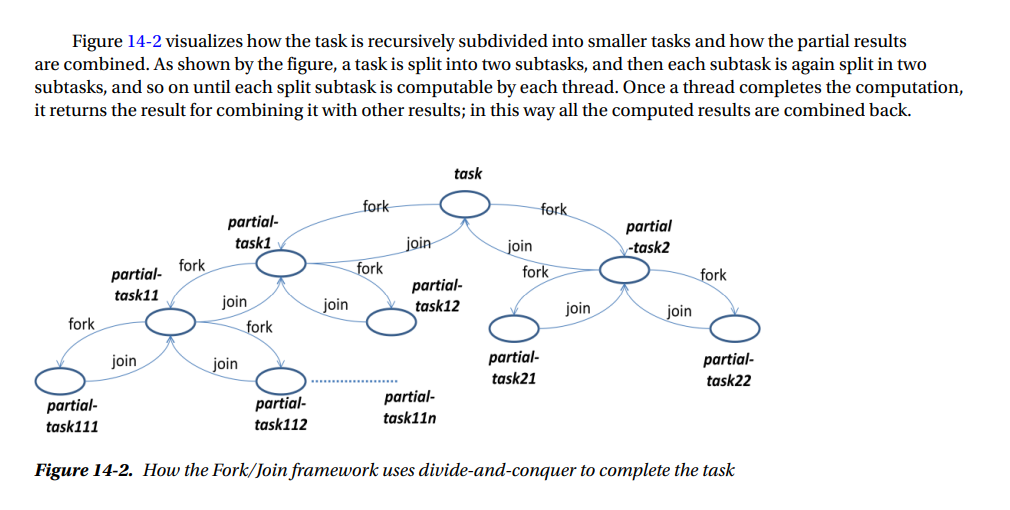 Figure 14-2 visualizes how the task is recursively subdivided into smaller tasks and how the partial results
are combined. As shown by the figure, a task is split into two subtasks, and then each subtask is again split in two
subtasks, and so on until each split subtask is computable by each thread. Once a thread completes the computation,
it returns the result for combining it with other results; in this way all the computed results are combined back.
task
fork
fork
partial-
task1
join
join
partial
-task2
partial-
task11
fork
fork
fork
fork
partial-
task12
join
join
join
join
fork
fork
join
join
partial-
task21
partial-
task22
partial-
task111
partial-
task112
partial-
task11n
Figure 14-2. How the Fork/Join framework uses divide-and-conquer to complete the task